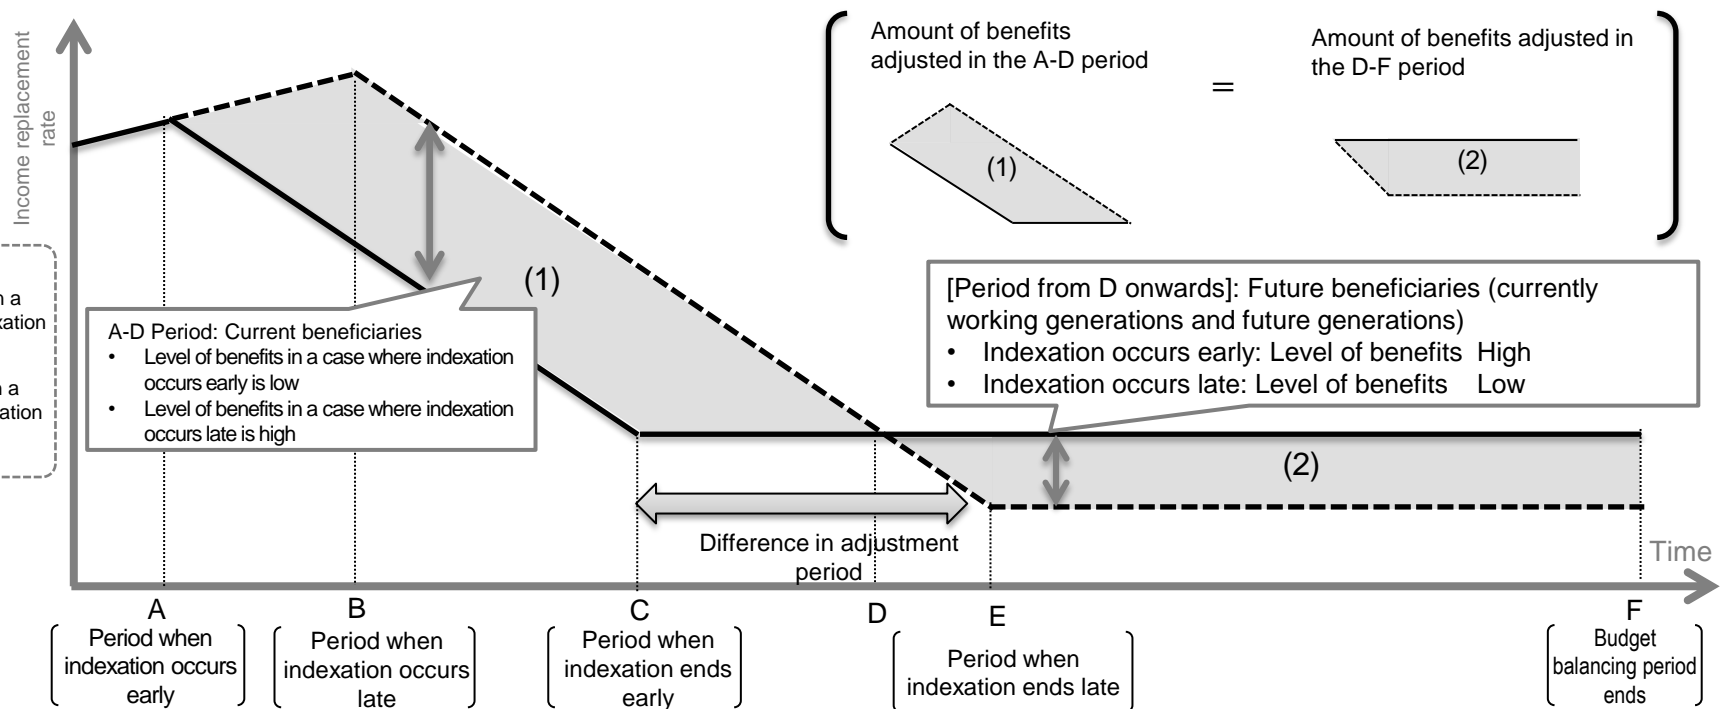 Income replacement
rate
Amount of benefits
adjusted in the A-D period
=
Amount of benefits adjusted in
the D-F period
(1)
(2)
(1)
A-D Period: Current beneficiaries
• Level of benefits in a case where indexation
occurs early is low
• Level of benefits in a case where indexation
occurs late is high
[Period from D onwards]: Future beneficiaries (currently
working generations and future generations)
• Indexation occurs early: Level of benefits High
• Indexation occurs late: Level of benefits Low
(2)
Difference in adjustment
period
Time
A
Period when
indexation occurs
early
B
Period when
indexation occurs
late
C
Period when
indexation ends
early
D
E
Period when
indexation ends late
F
Budget
balancing period
ends